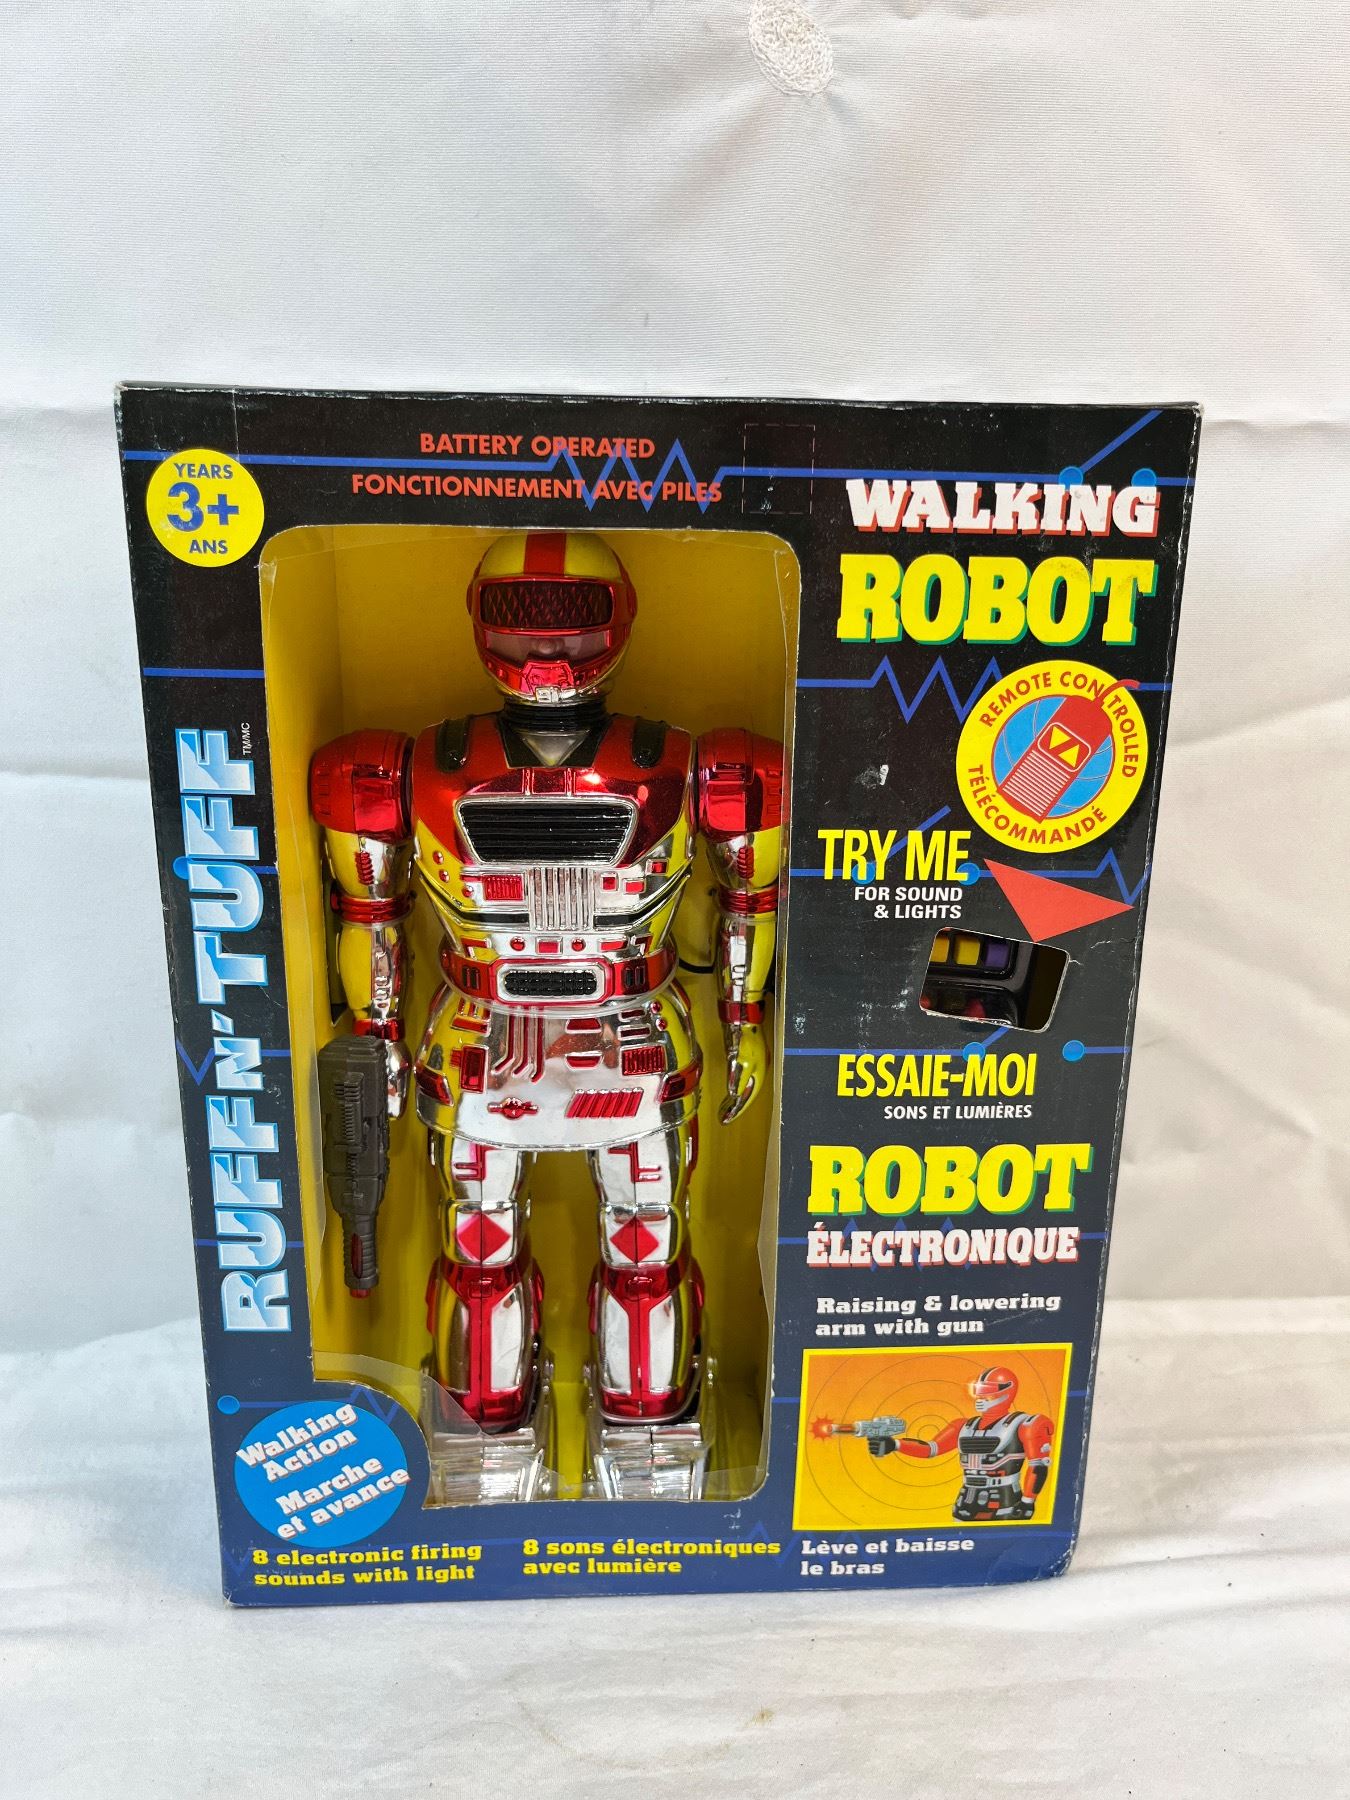 BATTERY OPERATED
FONCTIONNEMENT AVEC PILES
YEARS
3+
ANS
WALKING
ROBOT
REMOTE CONTROLLED
TÉLÉCOMMANDÉ
RUFF N' TUFF
TM/MC
TRY ME
FOR SOUND
& LIGHTS
ESSAIE-MOI
SONS ET LUMIÈRES
ROBOT
ÉLECTRONIQUE
Raising & lowering
arm with gun
Walking
Action
Marche
et avance
8 electronic firing
sounds with light
8 sons électroniques
avec lumière
Lève et baisse
le bras